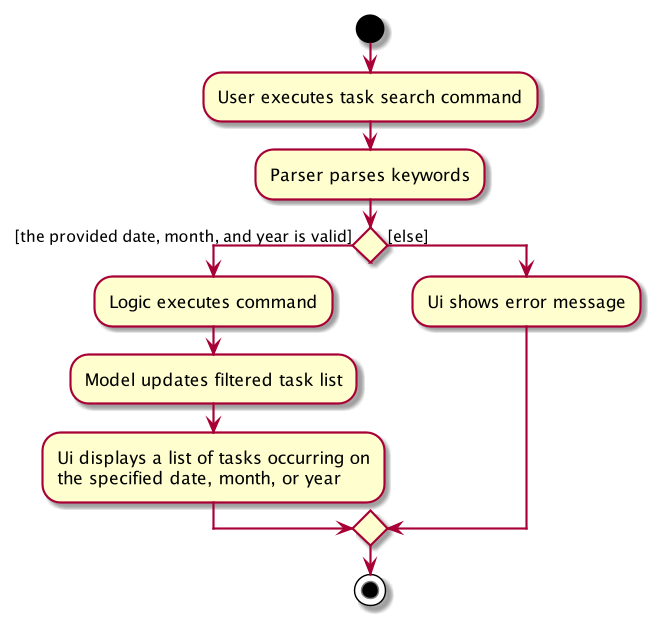 User executes task search command
Parser parses keywords
[the provided date, month, and year is valid]
[else]
Logic executes command
Ui shows error message
Model updates filtered task list
Ui displays a list of tasks occurring on
the specified date, month, or year